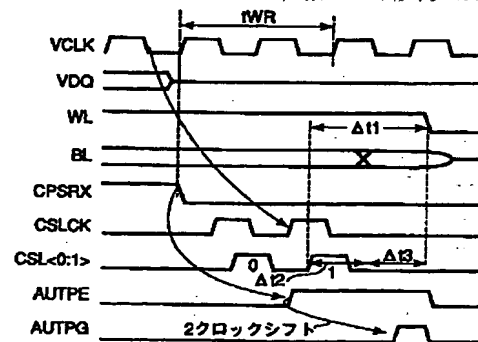 tWR
VCLK
VDQ
WL
Δt1
BL
CPSRX
CSLCK
CSL<0:1>
0
Δt2
1
Δt3
AUTPE
2クロックシフト
AUTPG